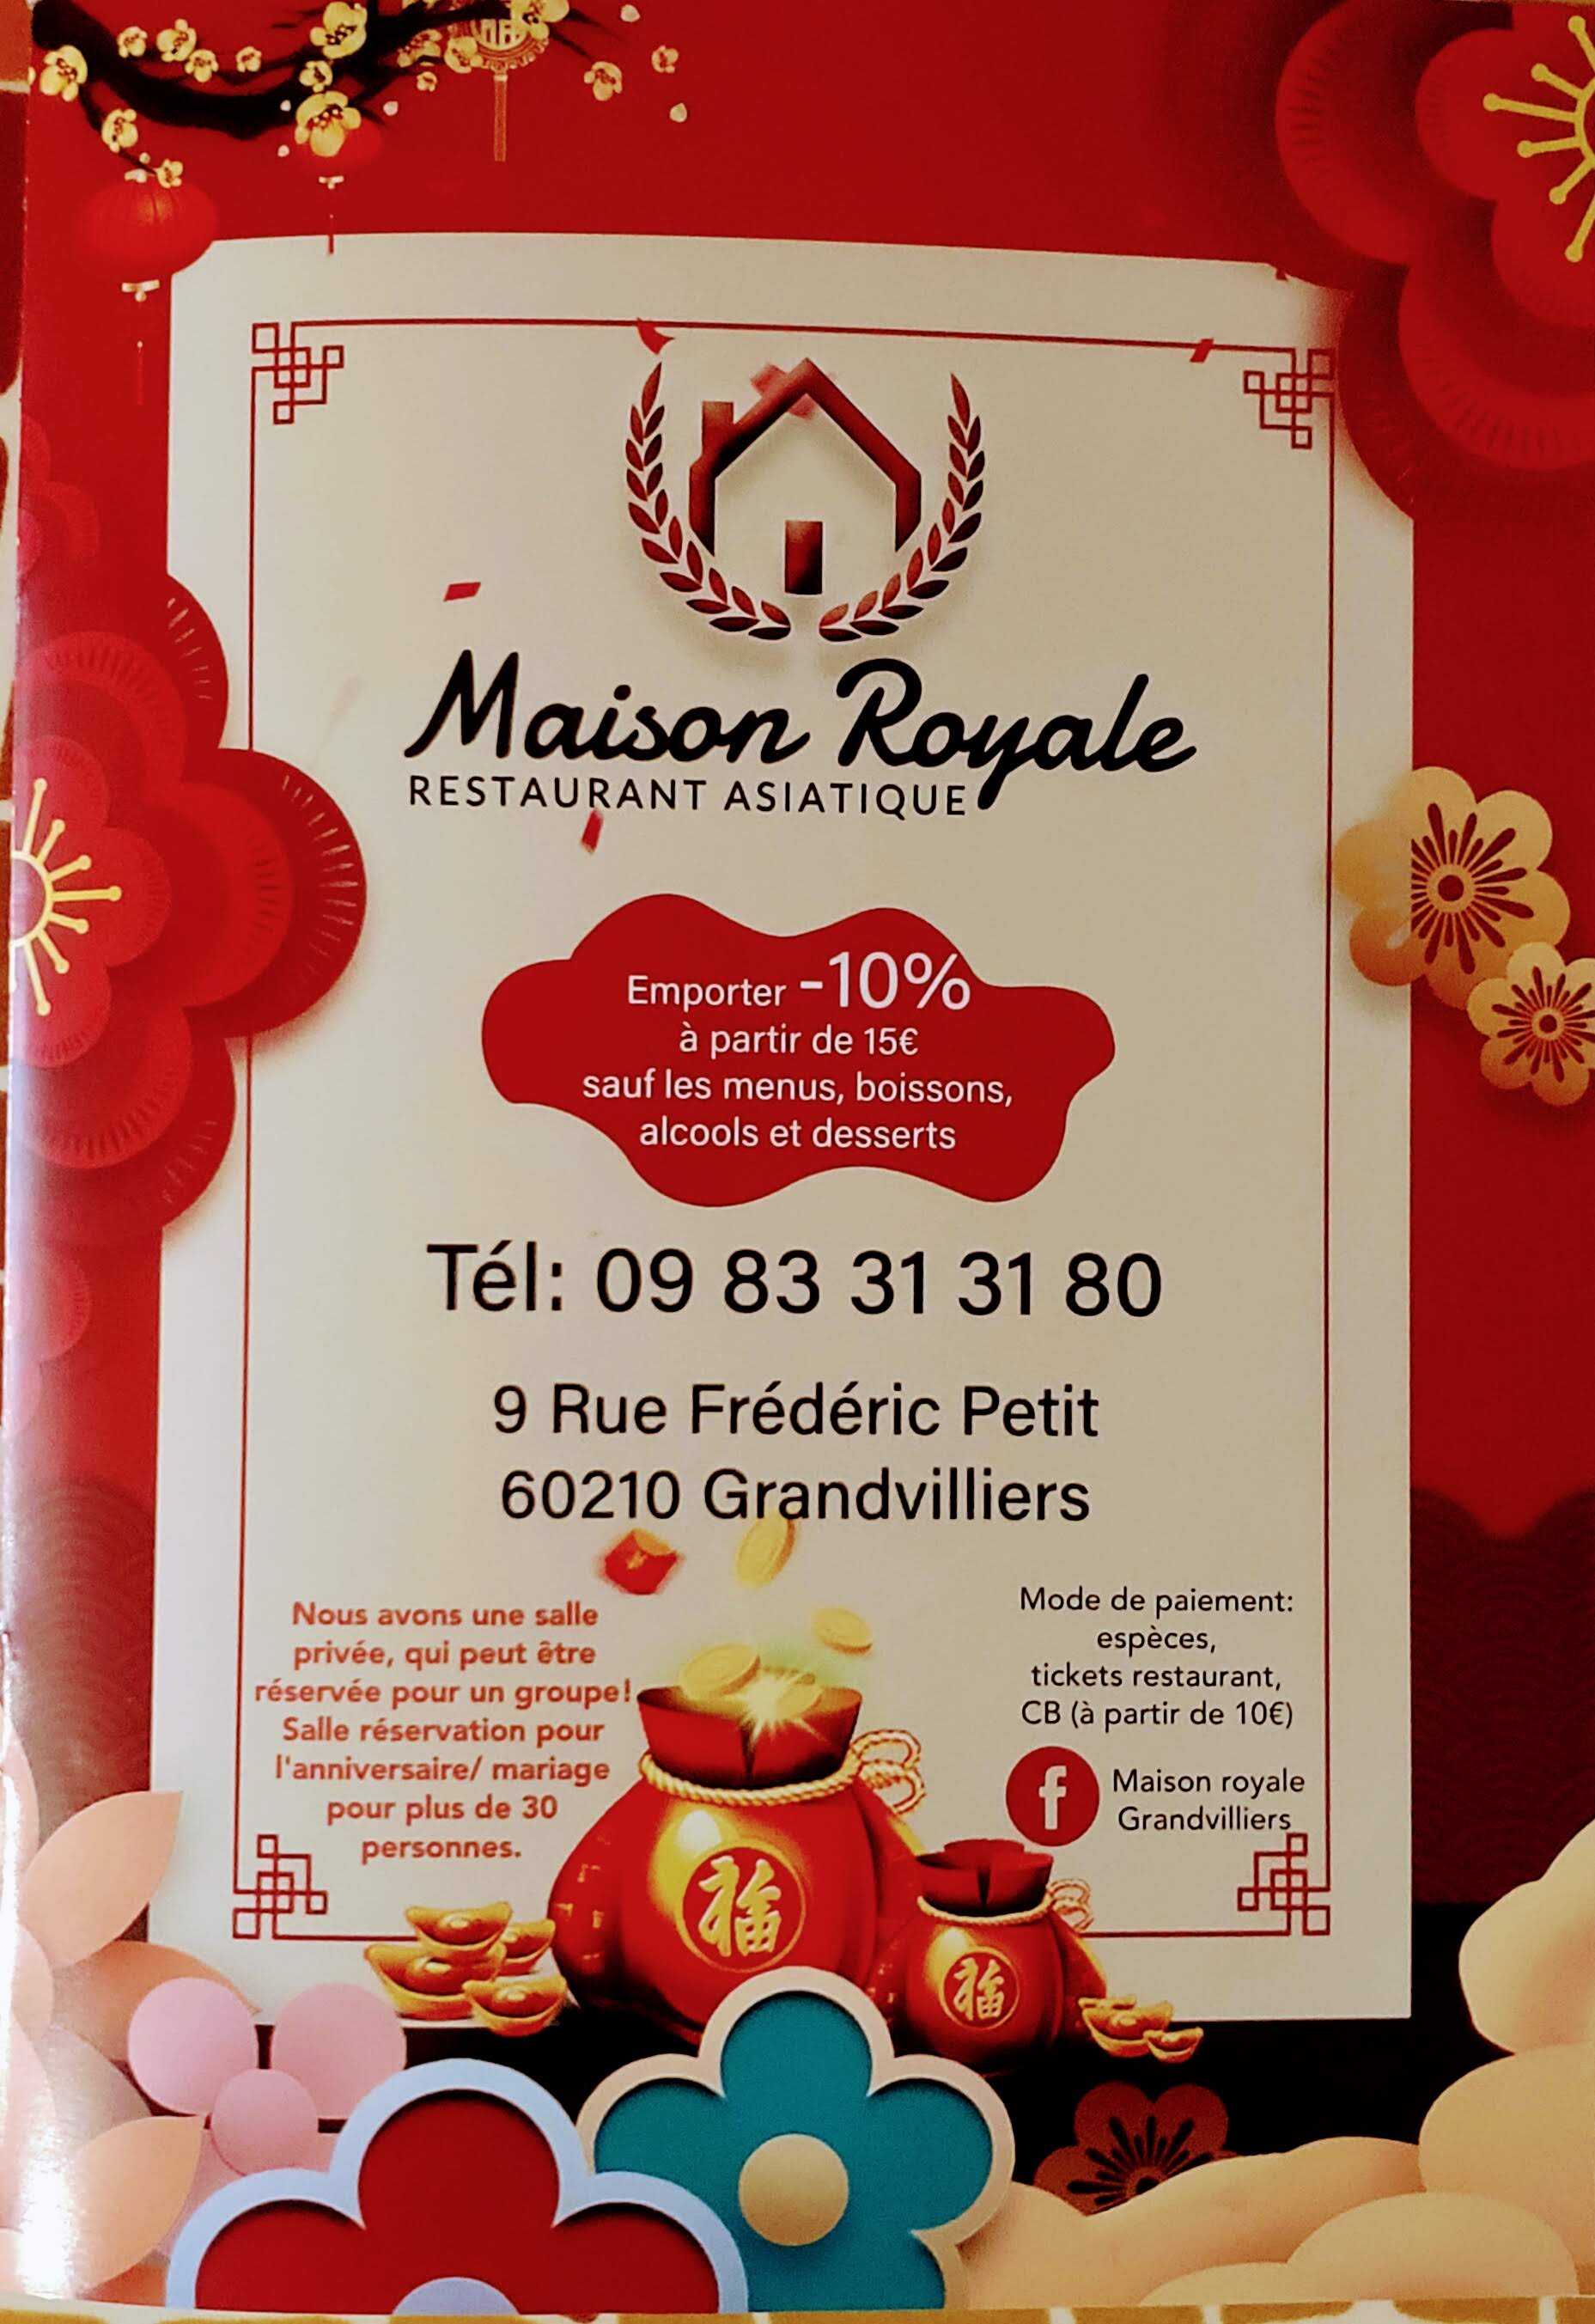 Maison Royale
RESTAURANT ASIATIQUE
Emporter -10%
à partir de 15€
sauf les menus, boissons,
alcools et desserts
Tél: 09 83 31 31 80
9 Rue Frédéric Petit
60210 Grandvilliers
Nous avons une salle
privée, qui peut être
réservée pour un groupe!
Salle réservation pour
l'anniversaire/ mariage
pour plus de 30
personnes.
Mode de paiement:
espèces,
tickets restaurant,
CB (à partir de 10€)
f Maison royale
Grandvilliers
福
福